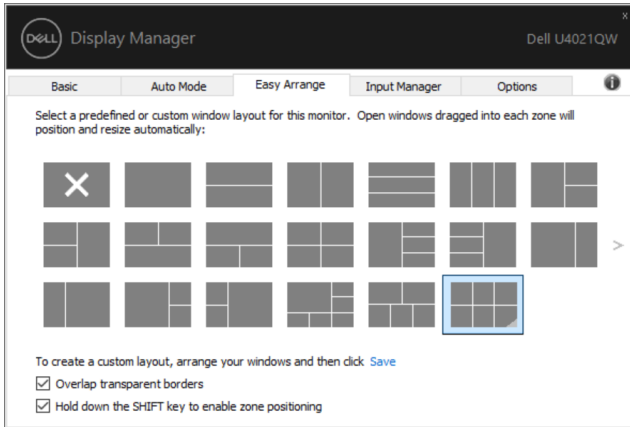 x
DELL Display Manager
Dell U4021QW
Basic
Auto Mode
Easy Arrange
Input Manager
Options
i
Select a predefined or custom window layout for this monitor. Open windows dragged into each zone will
position and resize automatically:
>
To create a custom layout, arrange your windows and then click Save
Overlap transparent borders
Hold down the SHIFT key to enable zone positioning